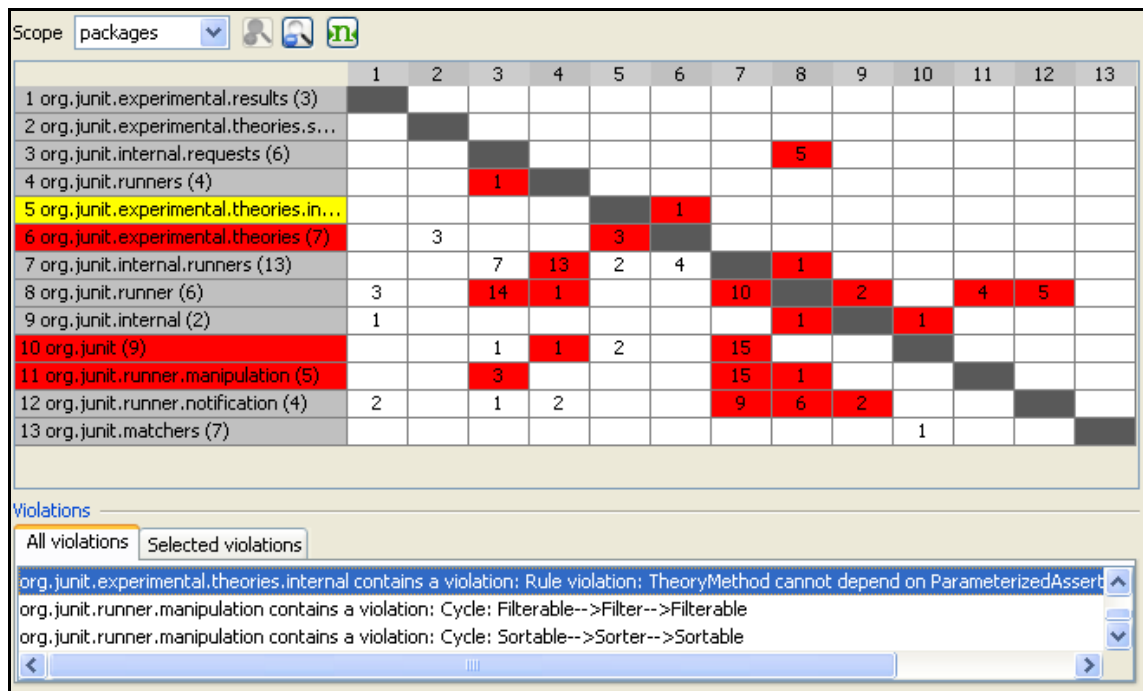 Scope packages n
1 2 3 4 5 6 7 8 9 10 11 12 13
1 org.junit.experimental.results (3)
2 org.junit.experimental.theories.s...
3 org.junit.internal.requests (6) 5
4 org.junit.runners (4) 1
5 org.junit.experimental.theories.in... 1
6 org.junit.experimental.theories (7) 3 3
7 org.junit.internal.runners (13) 7 13 2 4 1
8 org.junit.runner (6) 3 14 1 10 2 4 5
9 org.junit.internal (2) 1 1 1
10 org.junit (9) 1 1 2 15
11 org.junit.runner.manipulation (5) 3 15 1
12 org.junit.runner.notification (4) 2 1 2 9 6 2
13 org.junit.matchers (7) 1
Violations
All violations Selected violations
org.junit.experimental.theories.internal contains a violation: Rule violation: TheoryMethod cannot depend on ParameterizedAssert
org.junit.runner.manipulation contains a violation: Cycle: Filterable-->Filter-->Filterable
org.junit.runner.manipulation contains a violation: Cycle: Sortable-->Sorter-->Sortable